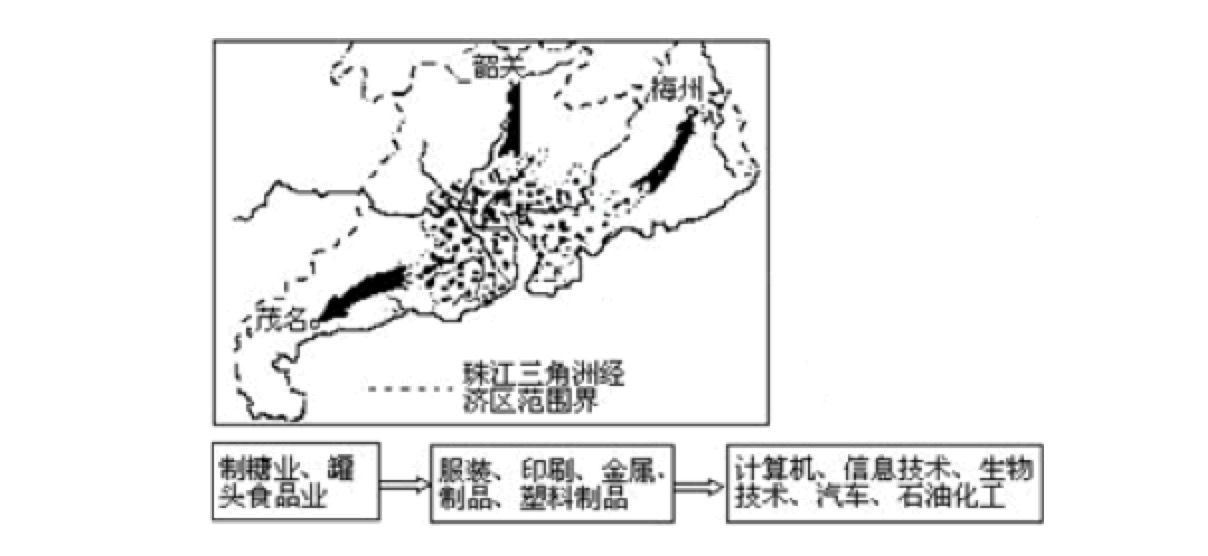 韶关
梅州
茂名
珠江三角洲经
济区范围界
制糖业、罐
头食品业
服装、印刷、金属、
制品、塑料制品
计算机、信息技术、生物
技术、汽车、石油化工